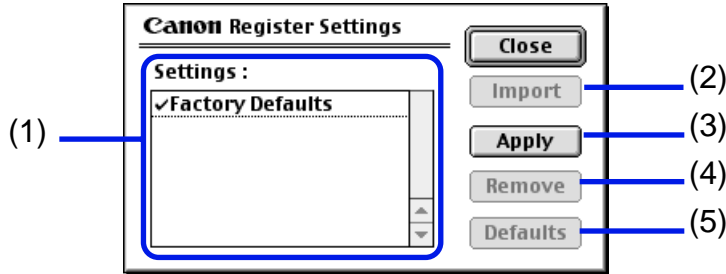 Canon Register Settings
Close
Settings :
Import
(2)
✓Factory Defaults
(1)
Apply
(3)
Remove
(4)
Defaults
(5)